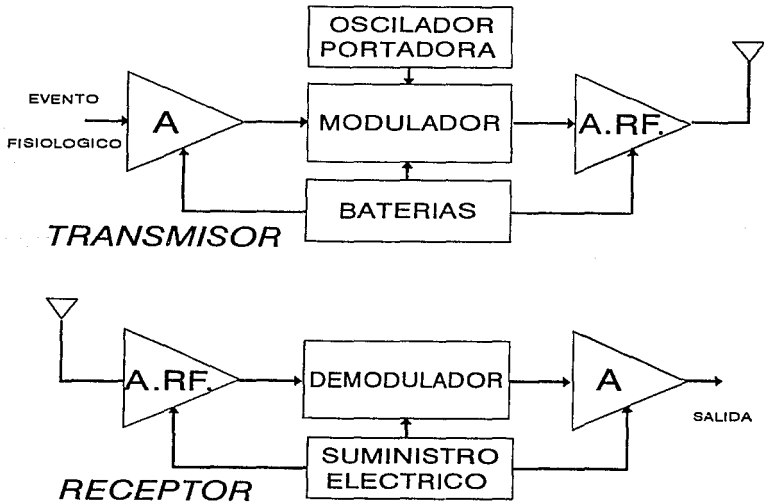 OSCILADOR
PORTADORA
EVENTO
FISIOLOGICO
A
MODULADOR
A.RF.
BATERIAS
TRANSMISOR
A.RF.
DEMODULADOR
A
SALIDA
SUMINISTRO
ELECTRICO
RECEPTOR